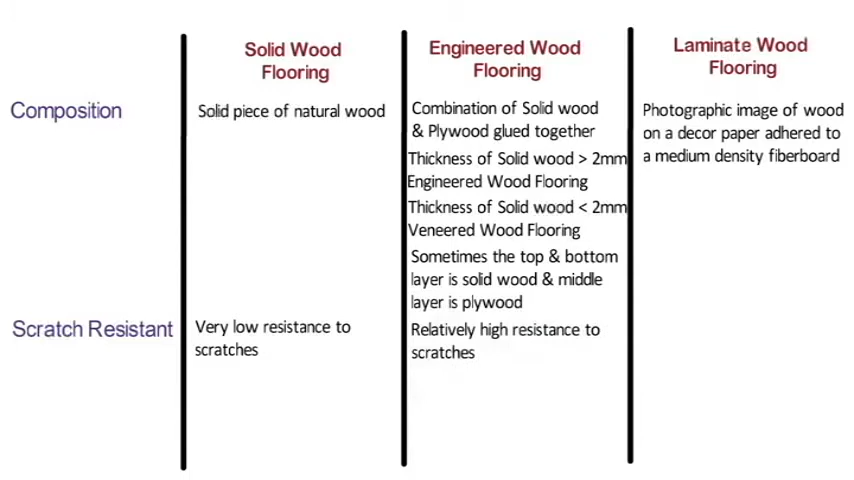 Solid Wood
Flooring
Engineered Wood
Flooring
Laminate Wood
Flooring
Composition
Solid piece of natural wood
Combination of Solid wood
& Plywood glued together
Thickness of Solid wood > 2mm
Engineered Wood Flooring
Thickness of Solid wood < 2mm
Veneered Wood Flooring
Sometimes the top & bottom
layer is solid wood & middle
layer is plywood
Photographic image of wood
on a decor paper adhered to
a medium density fiberboard
Scratch Resistant
Very low resistance to
scratches
Relatively high resistance to
scratches